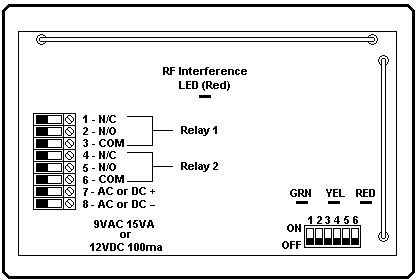 RF Interference
LED (Red)
1 - N/C
2 - N/O
3 - COM
Relay 1
4 - N/C
5 - N/O
6 - COM
Relay 2
7 - AC or DC +
8 - AC or DC –
9VAC 15VA
or
12VDC 100ma
GRN YEL RED
1 2 3 4 5 6
ON
OFF